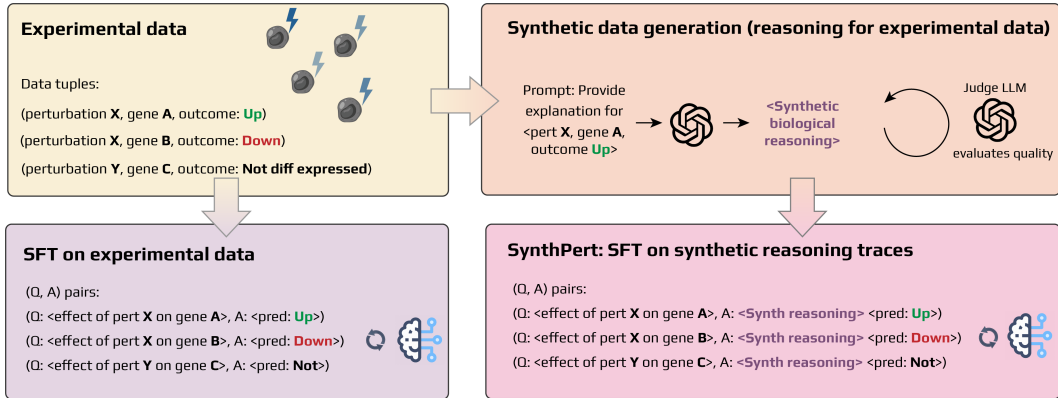 Experimental data
Data tuples:
(perturbation X, gene A, outcome: Up)
(perturbation X, gene B, outcome: Down)
(perturbation Y, gene C, outcome: Not diff expressed)
Synthetic data generation (reasoning for experimental data)
Prompt: Provide
explanation for
<pert X, gene A,
outcome Up>
<Synthetic
biological
reasoning>
Judge LLM
evaluates quality
SFT on experimental data
(Q, A) pairs:
(Q: <effect of pert X on gene A>, A: <pred: Up>)
(Q: <effect of pert X on gene B>, A: <pred: Down>)
(Q: <effect of pert Y on gene C>, A: <pred: Not>)
SynthPert: SFT on synthetic reasoning traces
(Q, A) pairs:
(Q: <effect of pert X on gene A>, A: <Synth reasoning> <pred: Up>)
(Q: <effect of pert X on gene B>, A: <Synth reasoning> <pred: Down>)
(Q: <effect of pert Y on gene C>, A: <Synth reasoning> <pred: Not>)